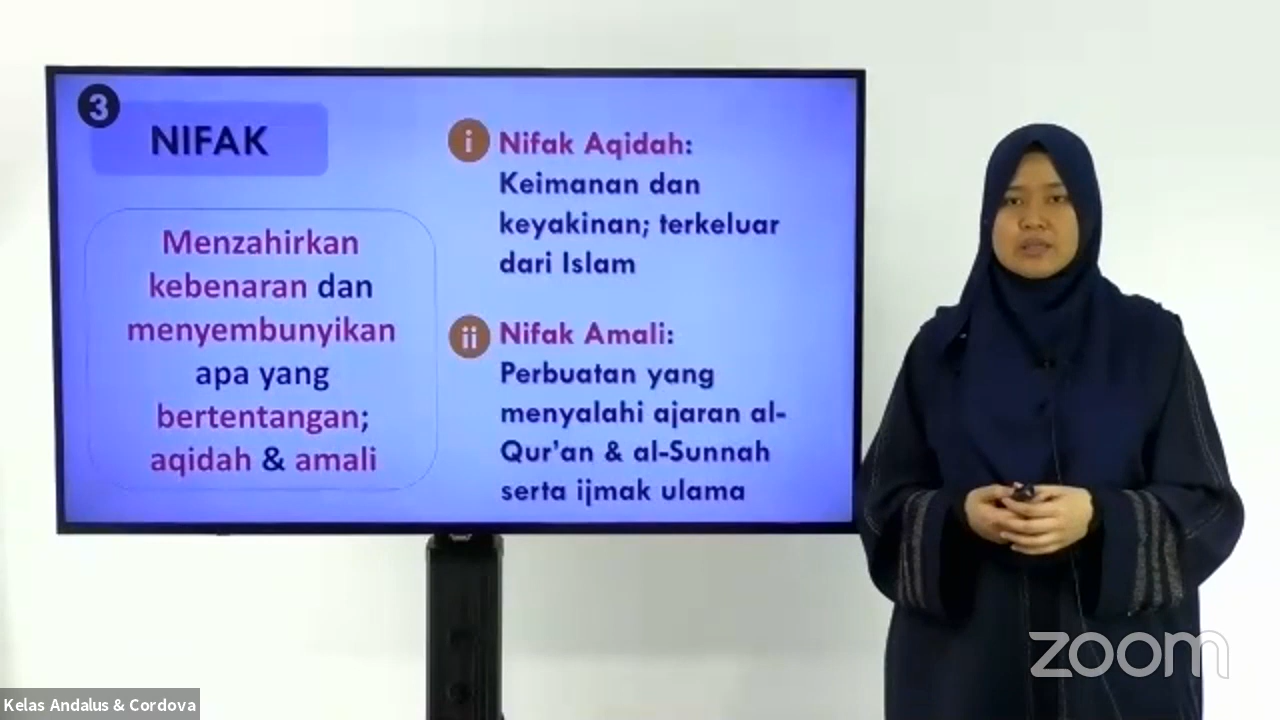 3
NIFAK
Menzahirkan
kebenaran dan
menyembunyikan
apa yang
bertentangan;
aqidah & amali
i Nifak Aqidah:
Keimanan dan
keyakinan; terkeluar
dari Islam
ii Nifak Amali:
Perbuatan yang
menyalahi ajaran al-
Qur'an & al-Sunnah
serta ijmak ulama
zoom
Kelas Andalus & Cordova